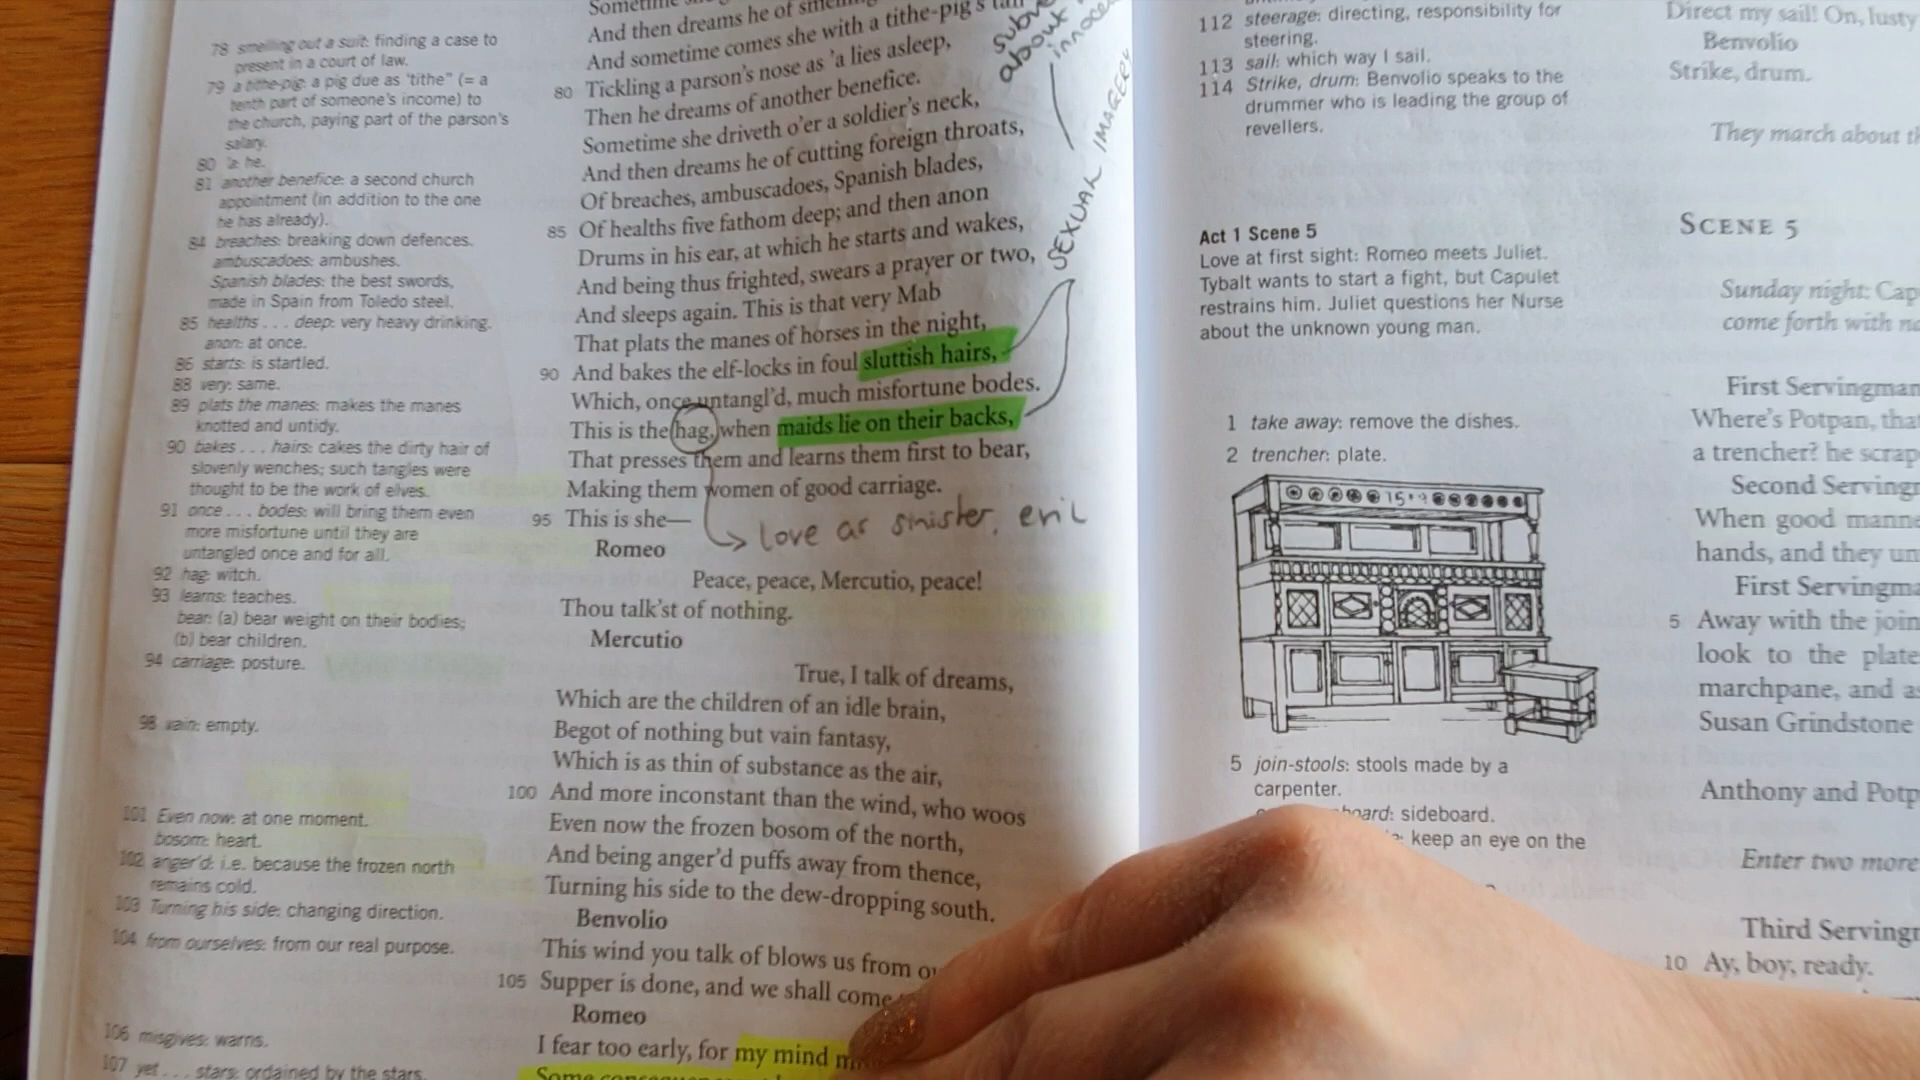 78 smelling out a suit: finding a case to
present in a court of law.
79 a tithe-pig: a pig due as "tithe" (= a
tenth part of someone's income) to
the church, paying part of the parson's
salary.
80 'a: he.
81 another benefice: a second church
appointment (in addition to the one
he has already).
84 breaches: breaking down defences.
ambuscadoes: ambushes.
Spanish blades: the best swords,
made in Spain from Toledo steel.
85 healths . . . deep: very heavy drinking.
anon: at once.
86 starts: is startled.
88 very: same.
89 plats the manes: makes the manes
knotted and untidy.
90 bakes . . . hairs: cakes the dirty hair of
slovenly wenches; such tangles were
thought to be the work of elves.
91 once . . . bodes: will bring them even
more misfortune until they are
untangled once and for all.
92 hag: witch.
93 learns: teaches.
bear: (a) bear weight on their bodies;
(b) bear children.
94 carriage: posture.
98 vain: empty.
101 Even now: at one moment.
bosom: heart.
102 anger'd: i.e. because the frozen north
remains cold.
103 Turning his side: changing direction.
104 from ourselves: from our real purpose.
106 misgives: warns.
107 yet . . . stars: ordained by the stars.
Sometime
And then dreams he of
And sometime comes she with a tithe-pig's
80 Tickling a parson's nose as 'a lies asleep,
Then he dreams of another benefice.
Sometime she driveth o'er a soldier's neck,
And then dreams he of cutting foreign throats,
Of breaches, ambuscadoes, Spanish blades,
85 Of healths five fathom deep; and then anon
Drums in his ear, at which he starts and wakes,
And being thus frighted, swears a prayer or two,
And sleeps again. This is that very Mab
That plats the manes of horses in the night,
90 And bakes the elf-locks in foul sluttish hairs,
Which, once untangl'd, much misfortune bodes.
This is the hag, when maids lie on their backs,
That presses them and learns them first to bear,
Making them women of good carriage.
95 This is she—
Romeo
Peace, peace, Mercutio, peace!
Thou talk'st of nothing.
Mercutio
True, I talk of dreams,
Which are the children of an idle brain,
Begot of nothing but vain fantasy,
Which is as thin of substance as the air,
100 And more inconstant than the wind, who woos
Even now the frozen bosom of the north,
And being anger'd puffs away from thence,
Turning his side to the dew-dropping south.
Benvolio
This wind you talk of blows us from
105 Supper is done, and we shall come
Romeo
I fear too early, for my mind
Some
about
SEXUAL IMAGERY
love as sinister, evil
112 steerage: directing, responsibility for
steering.
113 sail: which way I sail.
114 Strike, drum: Benvolio speaks to the
drummer who is leading the group of
revellers.
Act 1 Scene 5
Love at first sight: Romeo meets Juliet.
Tybalt wants to start a fight, but Capulet
restrains him. Juliet questions her Nurse
about the unknown young man.
1 take away: remove the dishes.
2 trencher: plate.
5 join-stools: stools made by a
carpenter.
oard: sideboard.
keep an eye on the
Direct my sail! On, lusty
Benvolio
Strike, drum.
They march about
SCENE 5
Sunday night: Cap
come forth with
First Servingman
Where's Potpan,
a trencher? he scrap
Second Serving
When good
hands, and they
First Servingma
5 Away with the join
look to the plate
marchpane, and
Susan Grindstone
Anthony and Potp
Enter two more
Third Serving
10 Ay, boy, ready.